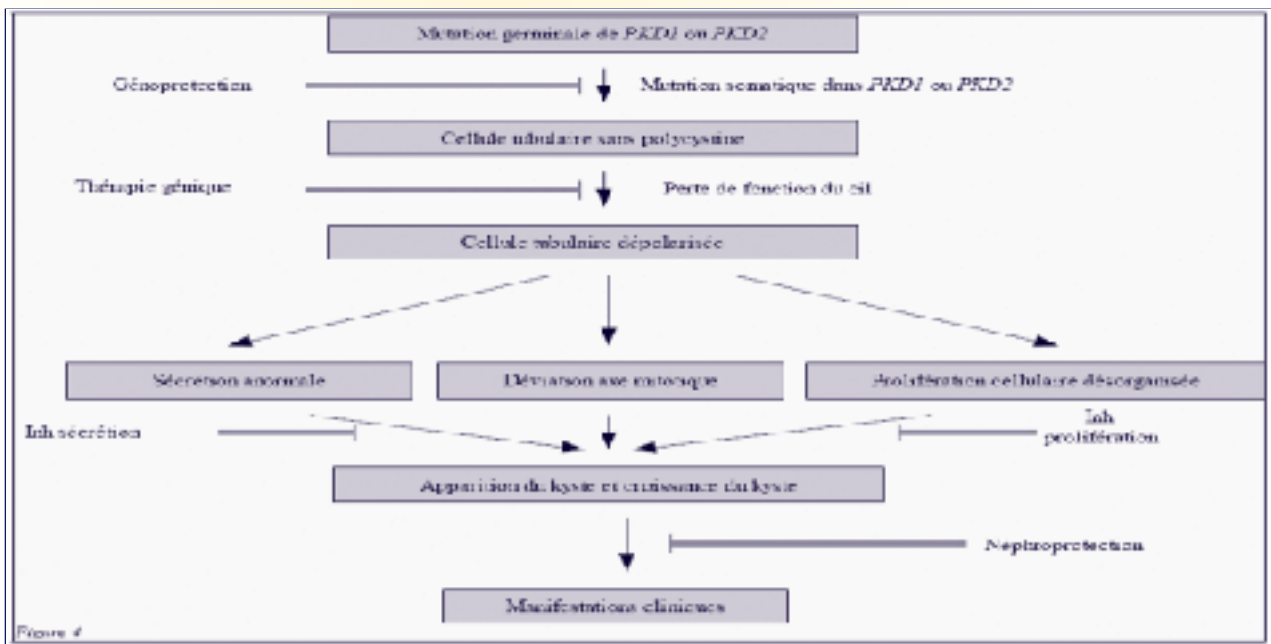 Mutation germinale de PKD1 ou PKD2
Génoprotection
Mutation somatique dans PKD1 ou PKD2
Cellule tubulaire sans polycystine
Thérapie génique
Perte de fonction du cil
Cellule tubulaire dépolarisée
Sécrétion anormale
Déviation axe mitotique
Prolifération cellulaire désorganisée
Inh sécrétion
Inh
prolifération
Apparition du kyste et croissance du kyste
Néphroprotection
Manifestations cliniques
Figure 4